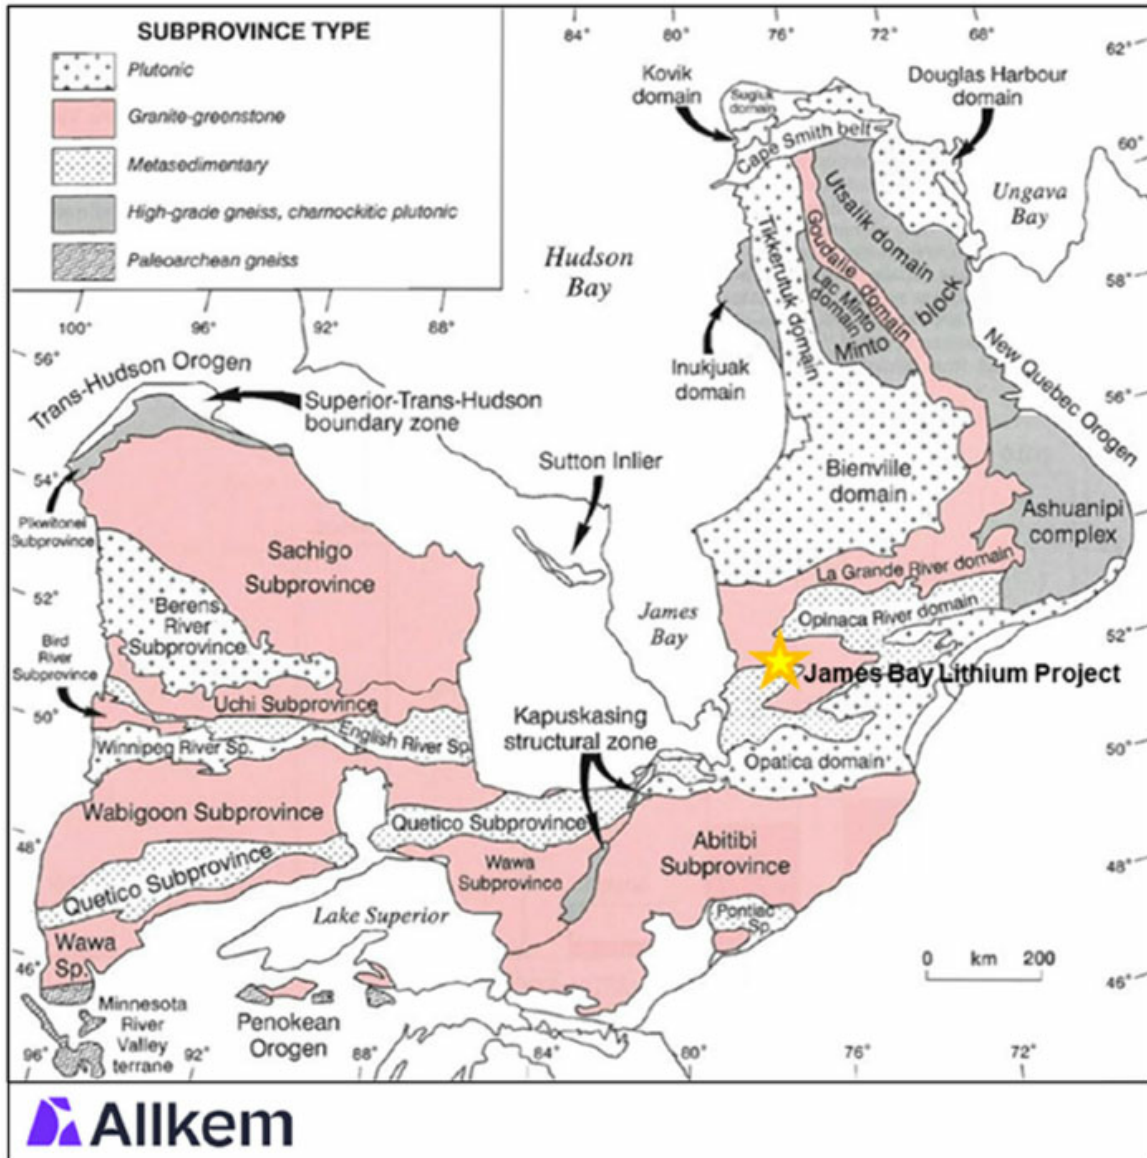 SUBPROVINCE TYPE
Plutonic
Granite-greenstone
Metasedimentary
High-grade gneiss, charnockitic plutonic
Paleoarchean gneiss
84°
76°
72°
68°
62°
Kovik
domain
Sugluk
domain
Douglas Harbour
domain
Cape Smith belt
60°
Ungava
Bay
Hudson
Bay
Utsalik domain
Goudalie domain
Tikkerutuk domain
Lac Minto
domain
Minto
block
58°
100°
96°
92°
88°
56°
Trans-Hudson Orogen
Inukjuak
domain
New Quebec Orogen
56°
Superior-Trans-Hudson
boundary zone
Sutton Inlier
54°
Bienville
domain
Pikwitonei
Subprovince
Ashuanipi
complex
Sachigo
Subprovince
La Grande River domain
52°
Berens
River
Subprovince
James
Bay
Opinaca River domain
52°
Bird
River
Subprovince
James Bay Lithium Project
Uchi Subprovince
50°
English River Sp.
Kapuskasing
structural zone
Winnipeg River Sp.
Opatica domain
50°
Wabigoon Subprovince
Quetico Subprovince
48°
Abitibi
Subprovince
48°
Quetico Subprovince
Wawa
Subprovince
Lake Superior
Pontiac
Sp.
Wawa
Sp.
46°
0 km 200
46°
Minnesota
River
Valley
terrane
Penokean
Orogen
96°
92°
88°
84°
80°
76°
72°
Allkem